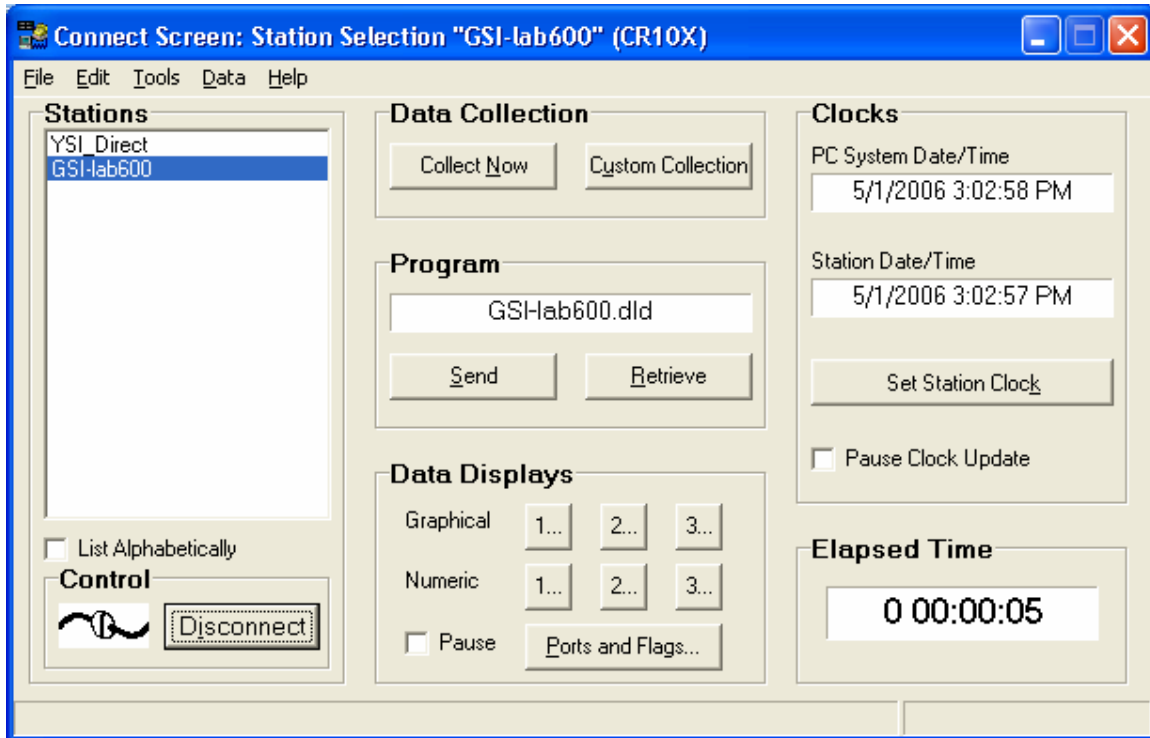 Connect Screen: Station Selection "GSI-lab600" (CR10X)
File Edit Tools Data Help
Stations
YSI_Direct
GSI-lab600
List Alphabetically
Control
Disconnect
Data Collection
Collect Now
Custom Collection
Program
GSI-lab600.dld
Send
Retrieve
Data Displays
Graphical 1... 2... 3...
Numeric 1... 2... 3...
Pause
Ports and Flags...
Clocks
PC System Date/Time
5/1/2006 3:02:58 PM
Station Date/Time
5/1/2006 3:02:57 PM
Set Station Clock
Pause Clock Update
Elapsed Time
0 00:00:05